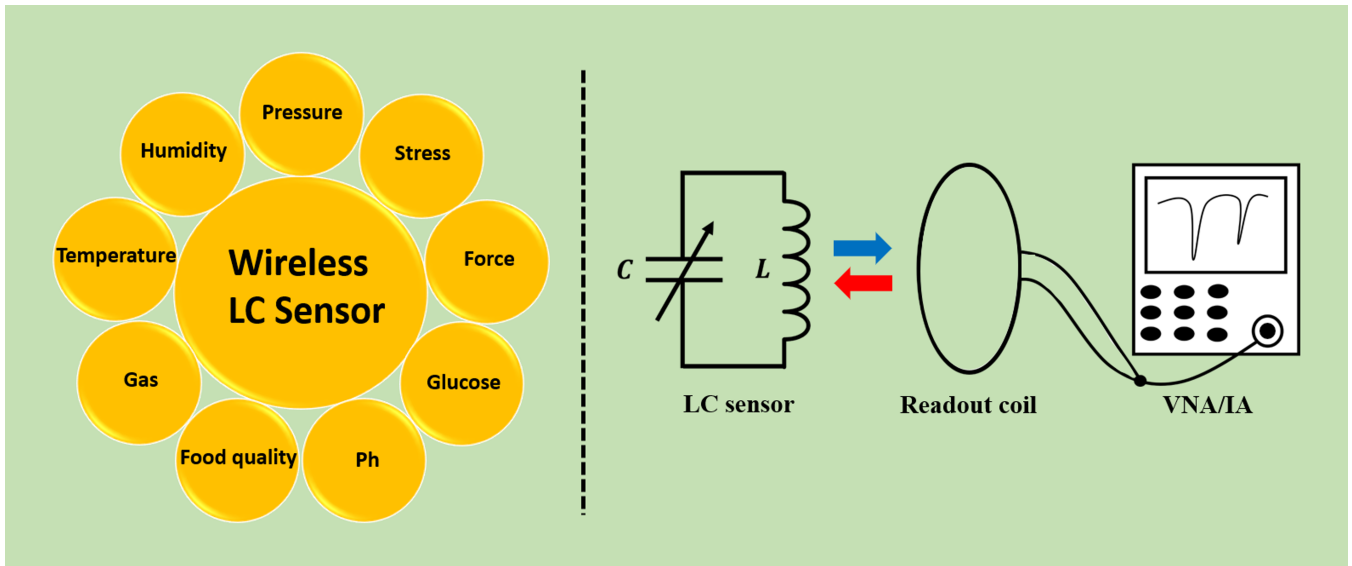 Pressure
Humidity
Stress
Temperature
Wireless
LC Sensor
Force
Gas
Glucose
Food quality
Ph
C
L
LC sensor
Readout coil
VNA/IA